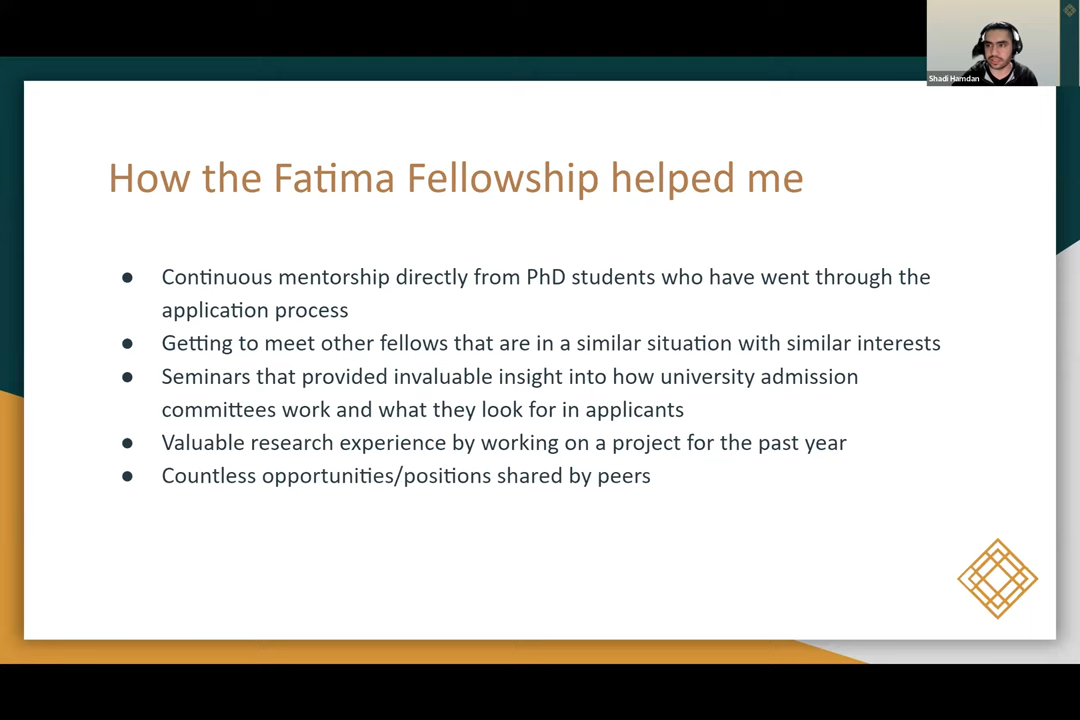 Shadi Hamdan
How the Fatima Fellowship helped me
● Continuous mentorship directly from PhD students who have went through the
application process
● Getting to meet other fellows that are in a similar situation with similar interests
● Seminars that provided invaluable insight into how university admission
committees work and what they look for in applicants
● Valuable research experience by working on a project for the past year
● Countless opportunities/positions shared by peers